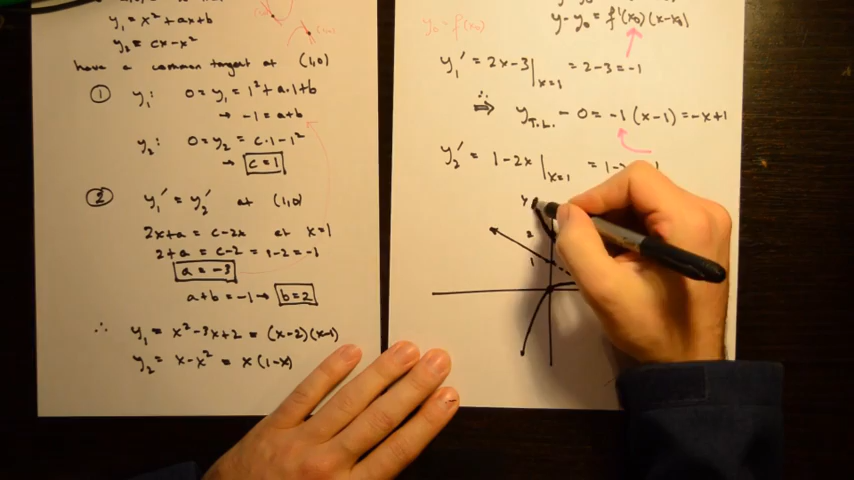 y₁ = x² + ax + b
y₂ = cx - x²
have a common tangent at (1,0)
① y₁: 0 = y₁ = 1² + a·1 + b
→ -1 = a+b
y₂: 0 = y₂ = c·1 - 1²
→ c = 1
② y₁' = y₂' at (1,0)
2x+a = c-2x at x=1
2+a = c-2 = 1-2 = -1
a = -3
a+b = -1 → b = 2
∴ y₁ = x² - 3x + 2 = (x-2)(x-1)
y₂ = x - x² = x(1-x)
y₀ = f(x₀)
y - y₀ = f'(x₀)(x-x₀)
y₁' = 2x-3|x=1 = 2-3 = -1
∴
⇒ y_T.L. - 0 = -1(x-1) = -x+1
y₂' = 1-2x|x=1 = 1-2
y
2
1